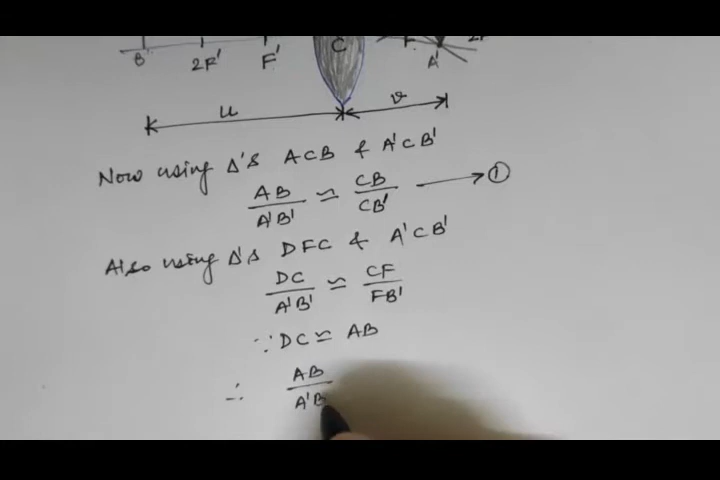 B' 2F' F' C F A' 2F
u v
Now using Δ'S ACB & A'CB'
AB/A'B' ≃ CB/CB' → ①
Also using Δ'S DFC & A'CB'
DC/A'B' ≃ CF/FB'
∵ DC ≃ AB
∴ AB/A'B